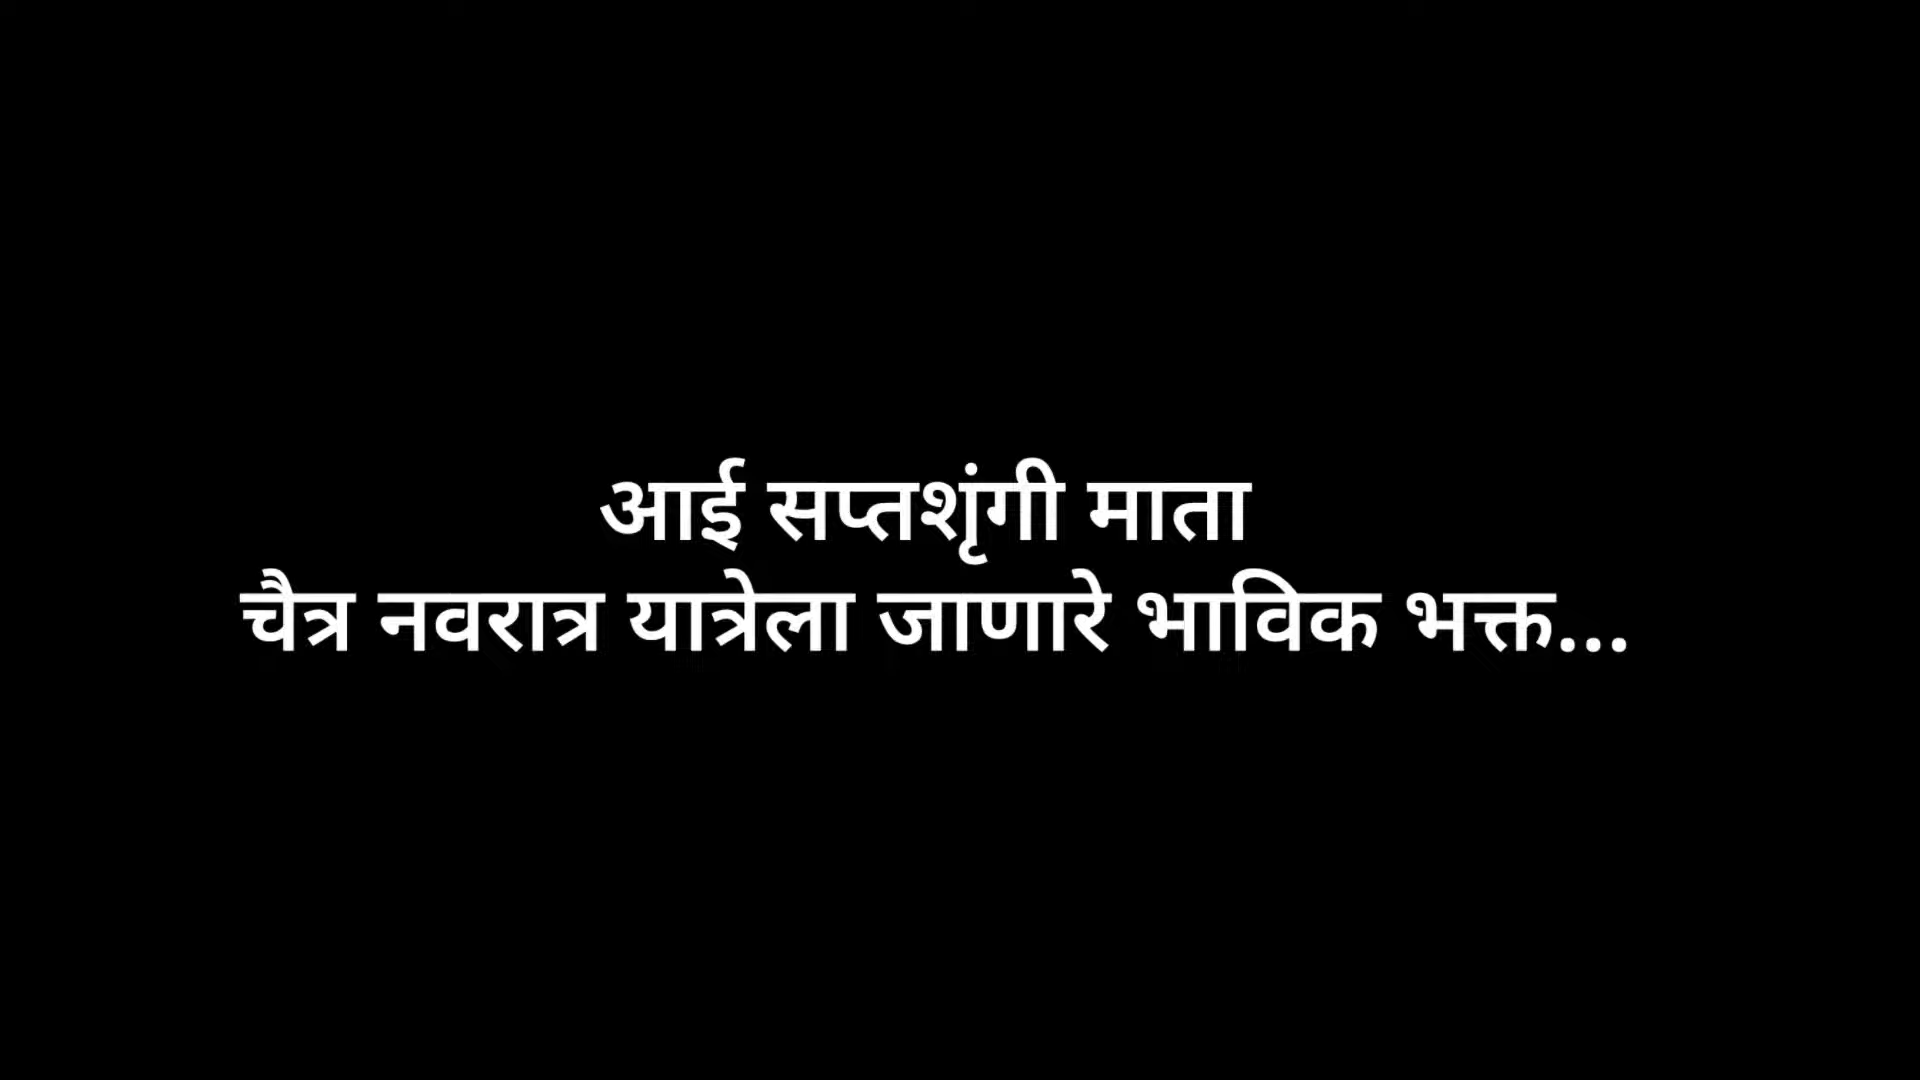 आई सप्तशृंगी माता
चैत्र नवरात्र यात्रेला जाणारे भाविक भक्त...